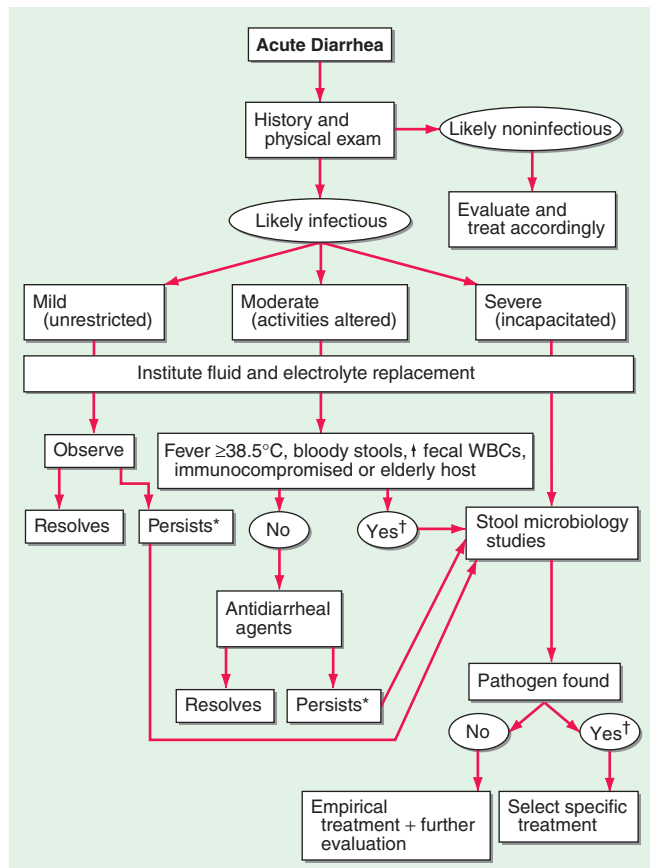 Acute Diarrhea
History and
physical exam
Likely noninfectious
Likely infectious
Evaluate and
treat accordingly
Mild
(unrestricted)
Moderate
(activities altered)
Severe
(incapacitated)
Institute fluid and electrolyte replacement
Observe
Fever ≥38.5°C, bloody stools, ↑ fecal WBCs,
immunocompromised or elderly host
Resolves
Persists*
No
Yes†
Stool microbiology
studies
Antidiarrheal
agents
Resolves
Persists*
Pathogen found
No
Yes†
Empirical
treatment + further
evaluation
Select specific
treatment